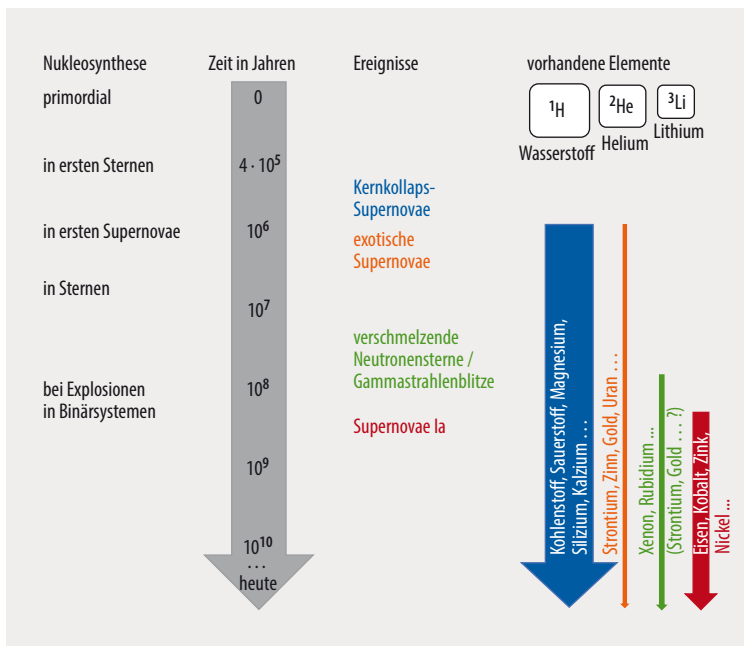 Nukleosynthese
Zeit in Jahren
Ereignisse
vorhandene Elemente
primordial
0
¹H
²He
³Li
Wasserstoff
Helium
Lithium
in ersten Sternen
4 · 10⁵
Kernkollaps-
Supernovae
in ersten Supernovae
10⁶
exotische
Supernovae
in Sternen
10⁷
verschmelzende
Neutronensterne /
Gammastrahlenblitze
bei Explosionen
in Binärsystemen
10⁸
Supernovae Ia
10⁹
10¹⁰
...
heute
Kohlenstoff, Sauerstoff, Magnesium,
Silizium, Kalzium ...
Strontium, Zinn, Gold, Uran ...
Xenon, Rubidium ...
(Strontium, Gold ... ?)
Eisen, Kobalt, Zink,
Nickel ...